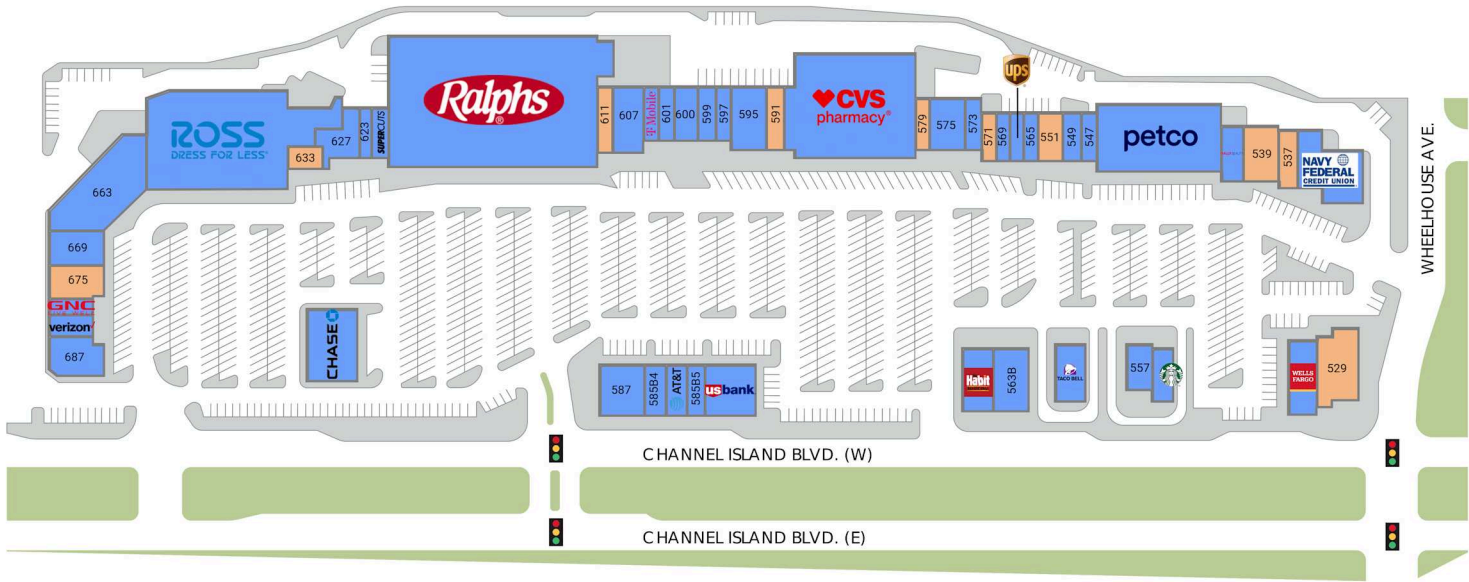 ups
ROSS
DRESS FOR LESS®
663
633
627
623
SUPERCUTS
Ralphs®
611
607
T Mobile
601
600
599
597
595
591
CVS
pharmacy®
579
575
573
571
569
565
551
549
547
petco
539
537
NAVY
FEDERAL
CREDIT UNION
WHEELHOUSE AVE.
669
675
GNC
verizon
687
CHASE
587
585B4
AT&T
585B5
usbank
Habit
563B
TACO BELL
557
WELLS
FARGO
529
CHANNEL ISLAND BLVD. (W)
CHANNEL ISLAND BLVD. (E)